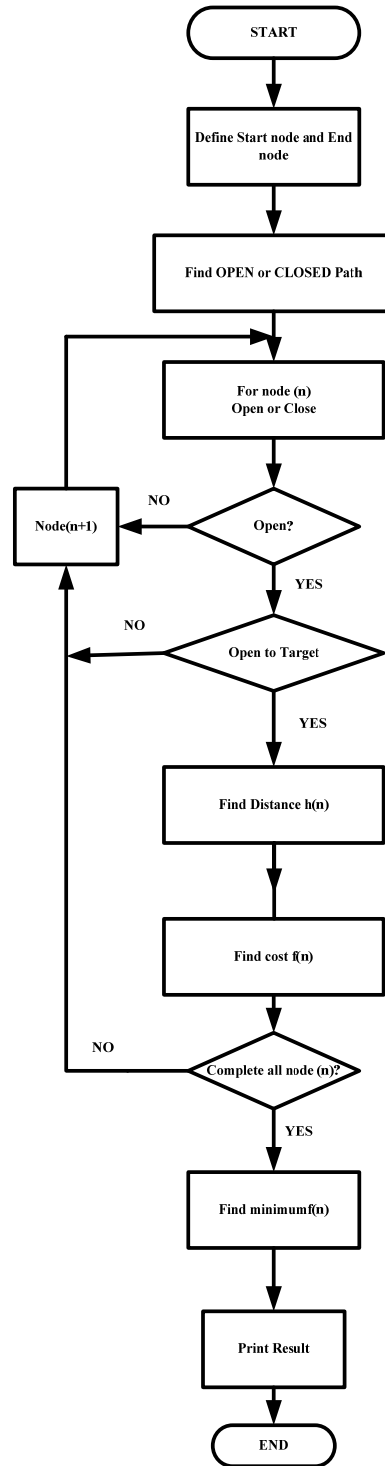 START
Define Start node and End
node
Find OPEN or CLOSED Path
For node (n)
Open or Close
NO
Node(n+1)
Open?
YES
NO
Open to Target
YES
Find Distance h(n)
Find cost f(n)
NO
Complete all node (n)?
YES
Find minimumf(n)
Print Result
END